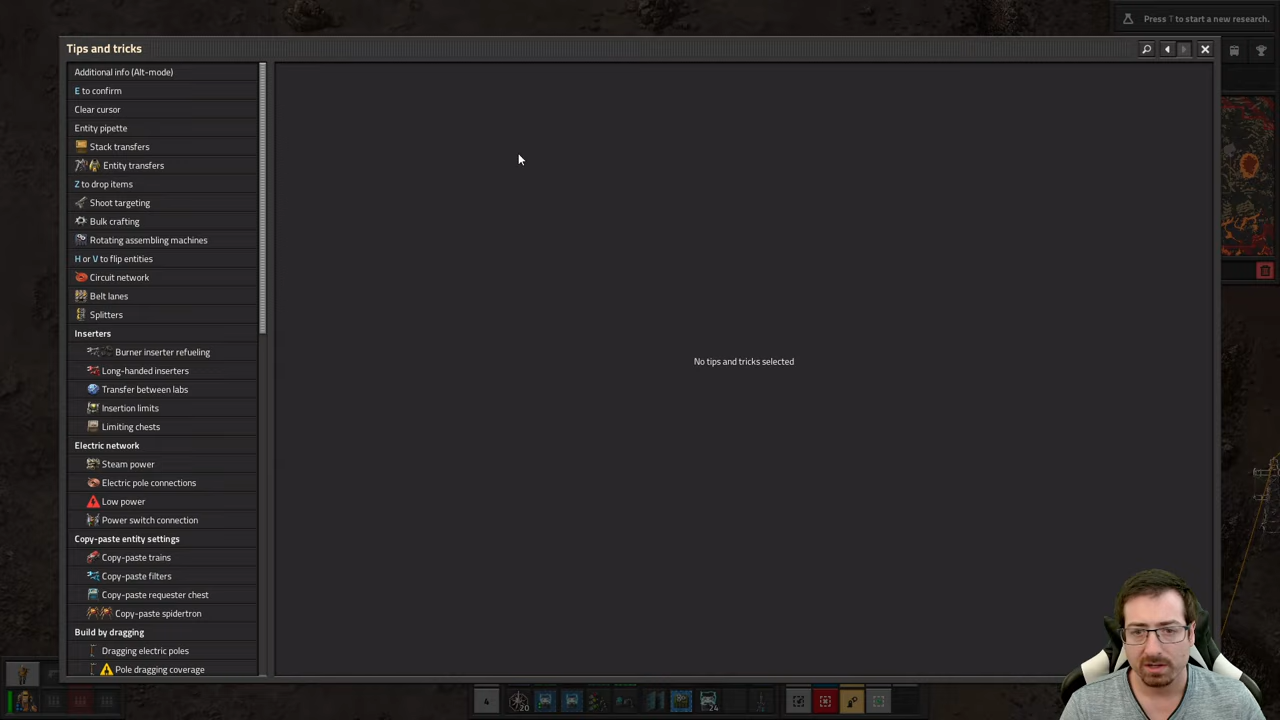 Press T to start a new research.
Tips and tricks
Additional info (Alt-mode)
E to confirm
Clear cursor
Entity pipette
Stack transfers
Entity transfers
Z to drop items
Shoot targeting
Bulk crafting
Rotating assembling machines
H or V to flip entities
Circuit network
Belt lanes
Splitters
Inserters
Burner inserter refueling
Long-handed inserters
Transfer between labs
Insertion limits
Limiting chests
Electric network
Steam power
Electric pole connections
Low power
Power switch connection
Copy-paste entity settings
Copy-paste trains
Copy-paste filters
Copy-paste requester chest
Copy-paste spidertron
Build by dragging
Dragging electric poles
Pole dragging coverage
No tips and tricks selected
4
20
24